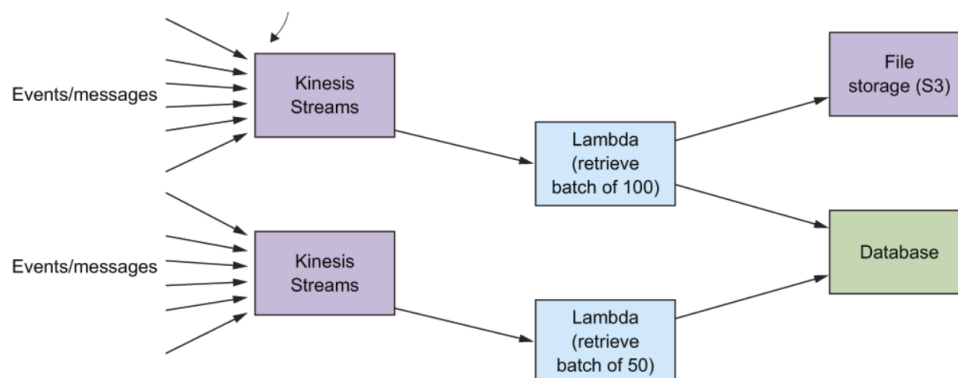 Events/messages
Kinesis
Streams
Lambda
(retrieve
batch of 100)
File
storage (S3)
Database
Events/messages
Kinesis
Streams
Lambda
(retrieve
batch of 50)